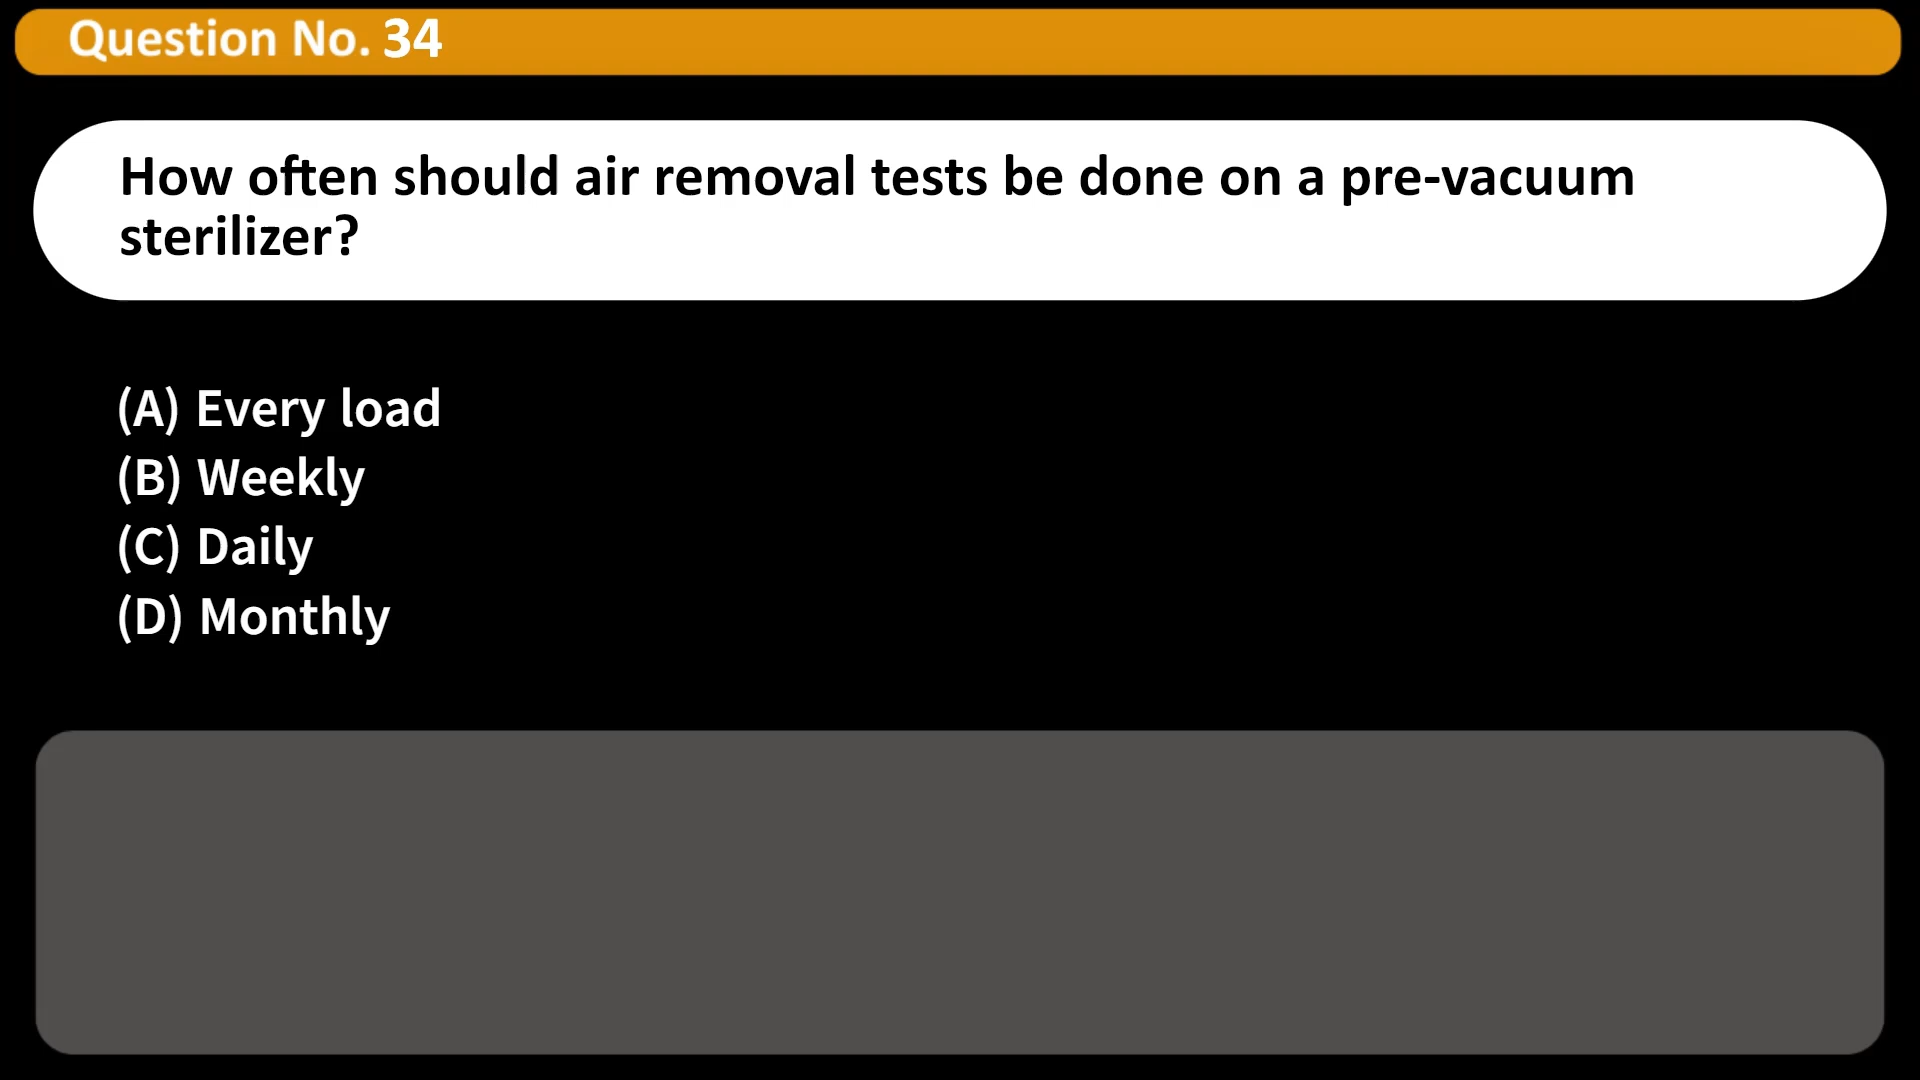 Question No. 34
How often should air removal tests be done on a pre-vacuum
sterilizer?
(A) Every load
(B) Weekly
(C) Daily
(D) Monthly